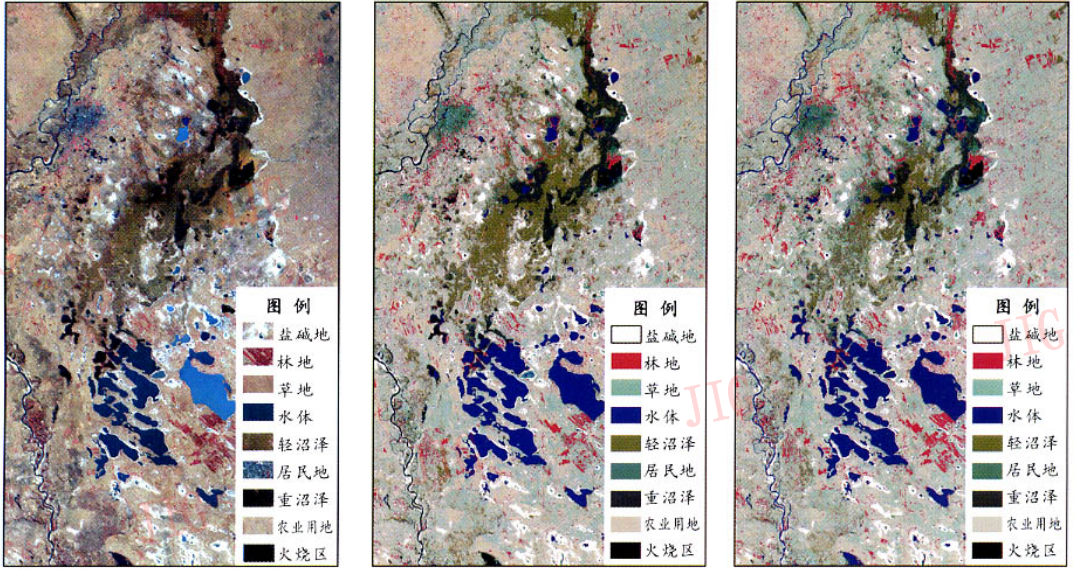 图 例
盐碱地
林地
草地
水体
轻沼泽
居民地
重沼泽
农业用地
火烧区
图 例
盐碱地
林地
草地
水体
轻沼泽
居民地
重沼泽
农业用地
火烧区
图 例
盐碱地
林地
草地
水体
轻沼泽
居民地
重沼泽
农业用地
火烧区
JIG
JIG